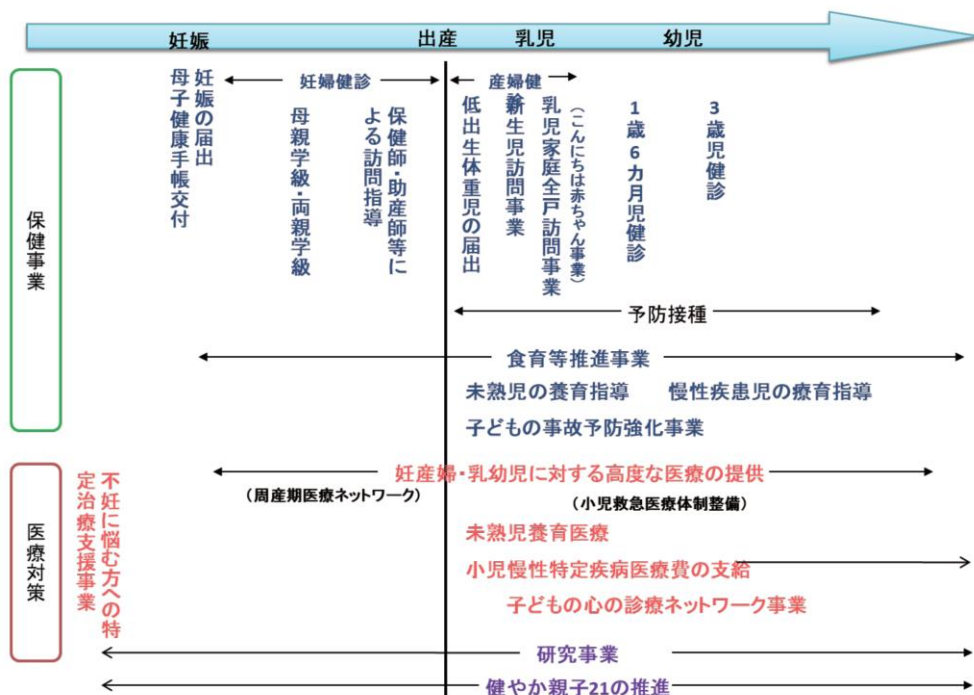 妊娠
出産
乳児
幼児
保健事業
妊娠の届出
母子健康手帳交付
妊婦健診
母親学級・両親学級
保健師・助産師等に
よる訪問指導
産婦健診
低出生体重児の届出
新生児訪問事業
乳児家庭全戸訪問事業
(こんにちは赤ちゃん事業)
1歳6カ月児健診
3歳児健診
予防接種
食育等推進事業
未熟児の養育指導
慢性疾患児の療育指導
子どもの事故予防強化事業
医療対策
不妊に悩む方への特
定治療支援事業
妊産婦・乳幼児に対する高度な医療の提供
(周産期医療ネットワーク)
(小児救急医療体制整備)
未熟児養育医療
小児慢性特定疾病医療費の支給
子どもの心の診療ネットワーク事業
研究事業
健やか親子21の推進